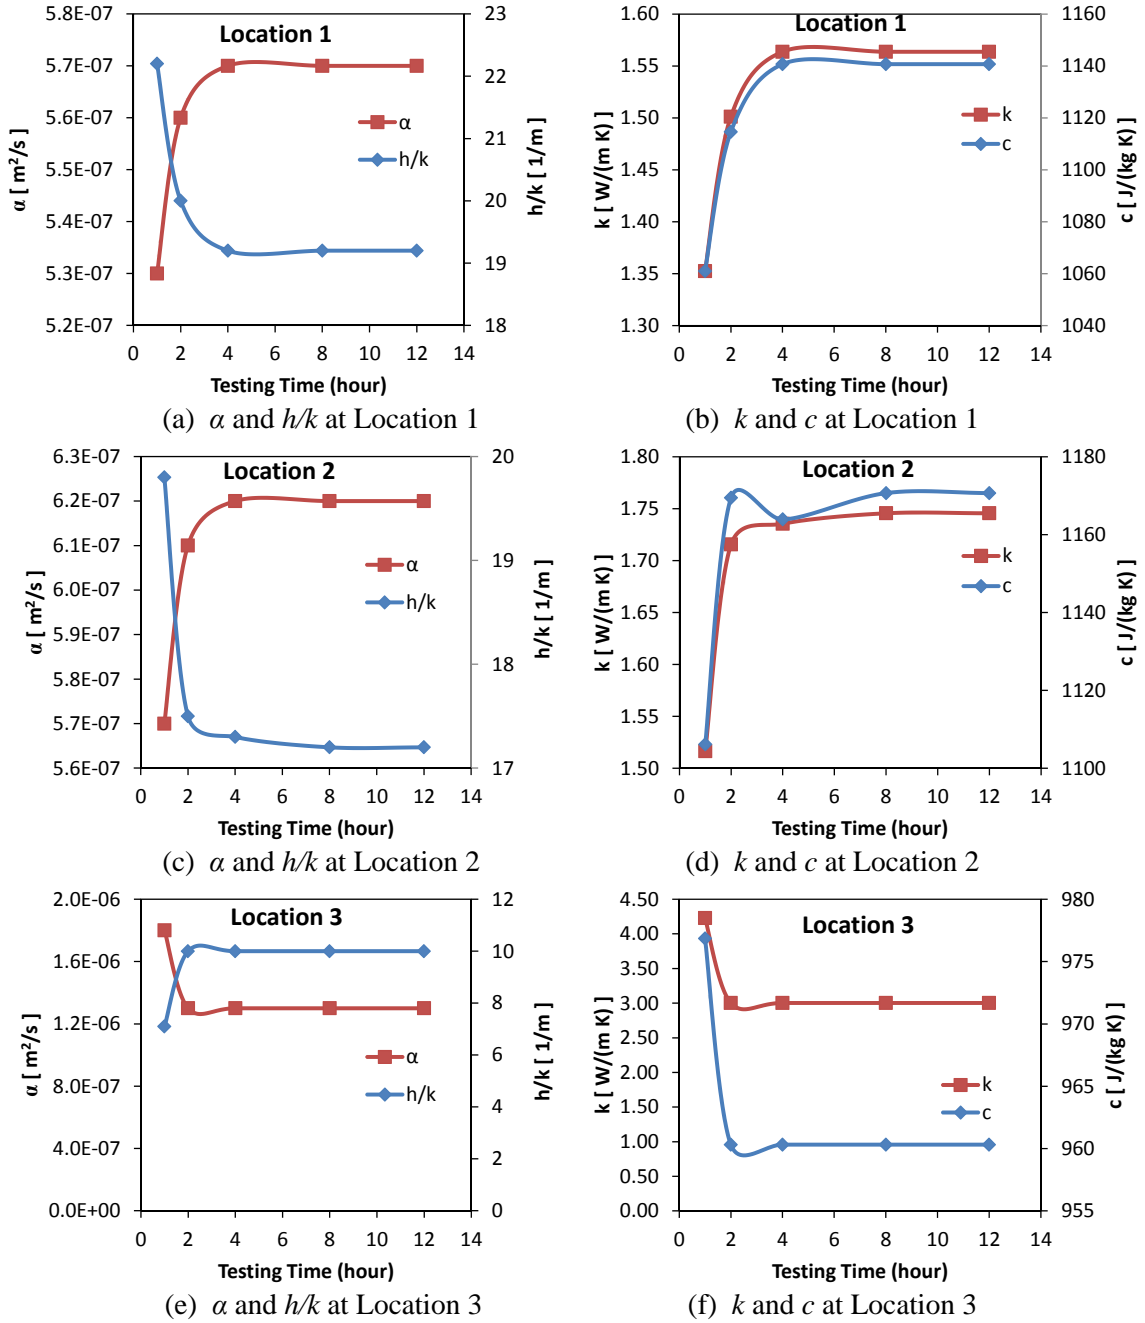 Location 1
5.8E-07
5.7E-07
5.6E-07
5.5E-07
5.4E-07
5.3E-07
5.2E-07
α [ m²/s ]
23
22
21
20
19
18
h/k [ 1/m ]
α
h/k
0 2 4 6 8 10 12 14
Testing Time (hour)
(a) α and h/k at Location 1
Location 1
1.60
1.55
1.50
1.45
1.40
1.35
1.30
k [ W/(m K) ]
1160
1140
1120
1100
1080
1060
1040
c [ J/(kg K) ]
k
c
0 2 4 6 8 10 12 14
Testing Time (hour)
(b) k and c at Location 1
Location 2
6.3E-07
6.2E-07
6.1E-07
6.0E-07
5.9E-07
5.8E-07
5.7E-07
5.6E-07
α [ m²/s ]
20
19
18
17
h/k [ 1/m ]
α
h/k
0 2 4 6 8 10 12 14
Testing Time (hour)
(c) α and h/k at Location 2
Location 2
1.80
1.75
1.70
1.65
1.60
1.55
1.50
k [ W/(m K) ]
1180
1160
1140
1120
1100
c [ J/(kg K) ]
k
c
0 2 4 6 8 10 12 14
Testing Time (hour)
(d) k and c at Location 2
Location 3
2.0E-06
1.6E-06
1.2E-06
8.0E-07
4.0E-07
0.0E+00
α [ m²/s ]
12
10
8
6
4
2
0
h/k [ 1/m ]
α
h/k
0 2 4 6 8 10 12 14
Testing Time (hour)
(e) α and h/k at Location 3
Location 3
4.50
4.00
3.50
3.00
2.50
2.00
1.50
1.00
0.50
0.00
k [ W/(m K) ]
980
975
970
965
960
955
c [ J/(kg K) ]
k
c
0 2 4 6 8 10 12 14
Testing Time (hour)
(f) k and c at Location 3